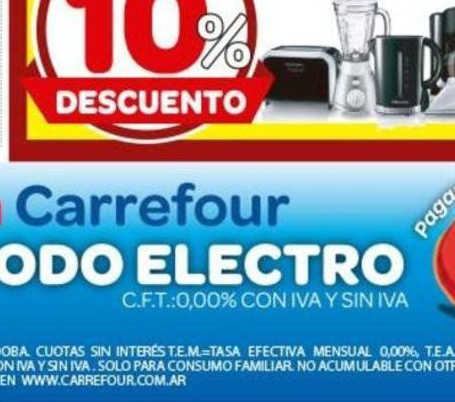 10%
DESCUENTO
Carrefour
ODO ELECTRO
C.F.T.:0,00% CON IVA Y SIN IVA
Paga
OBA. CUOTAS SIN INTERÉS T.E.M.=TASA EFECTIVA MENSUAL 0,00%, T.E.A.
ON IVA Y SIN IVA. SOLO PARA CONSUMO FAMILIAR. NO ACUMULABLE CON OTR
EN WWW.CARREFOUR.COM.AR